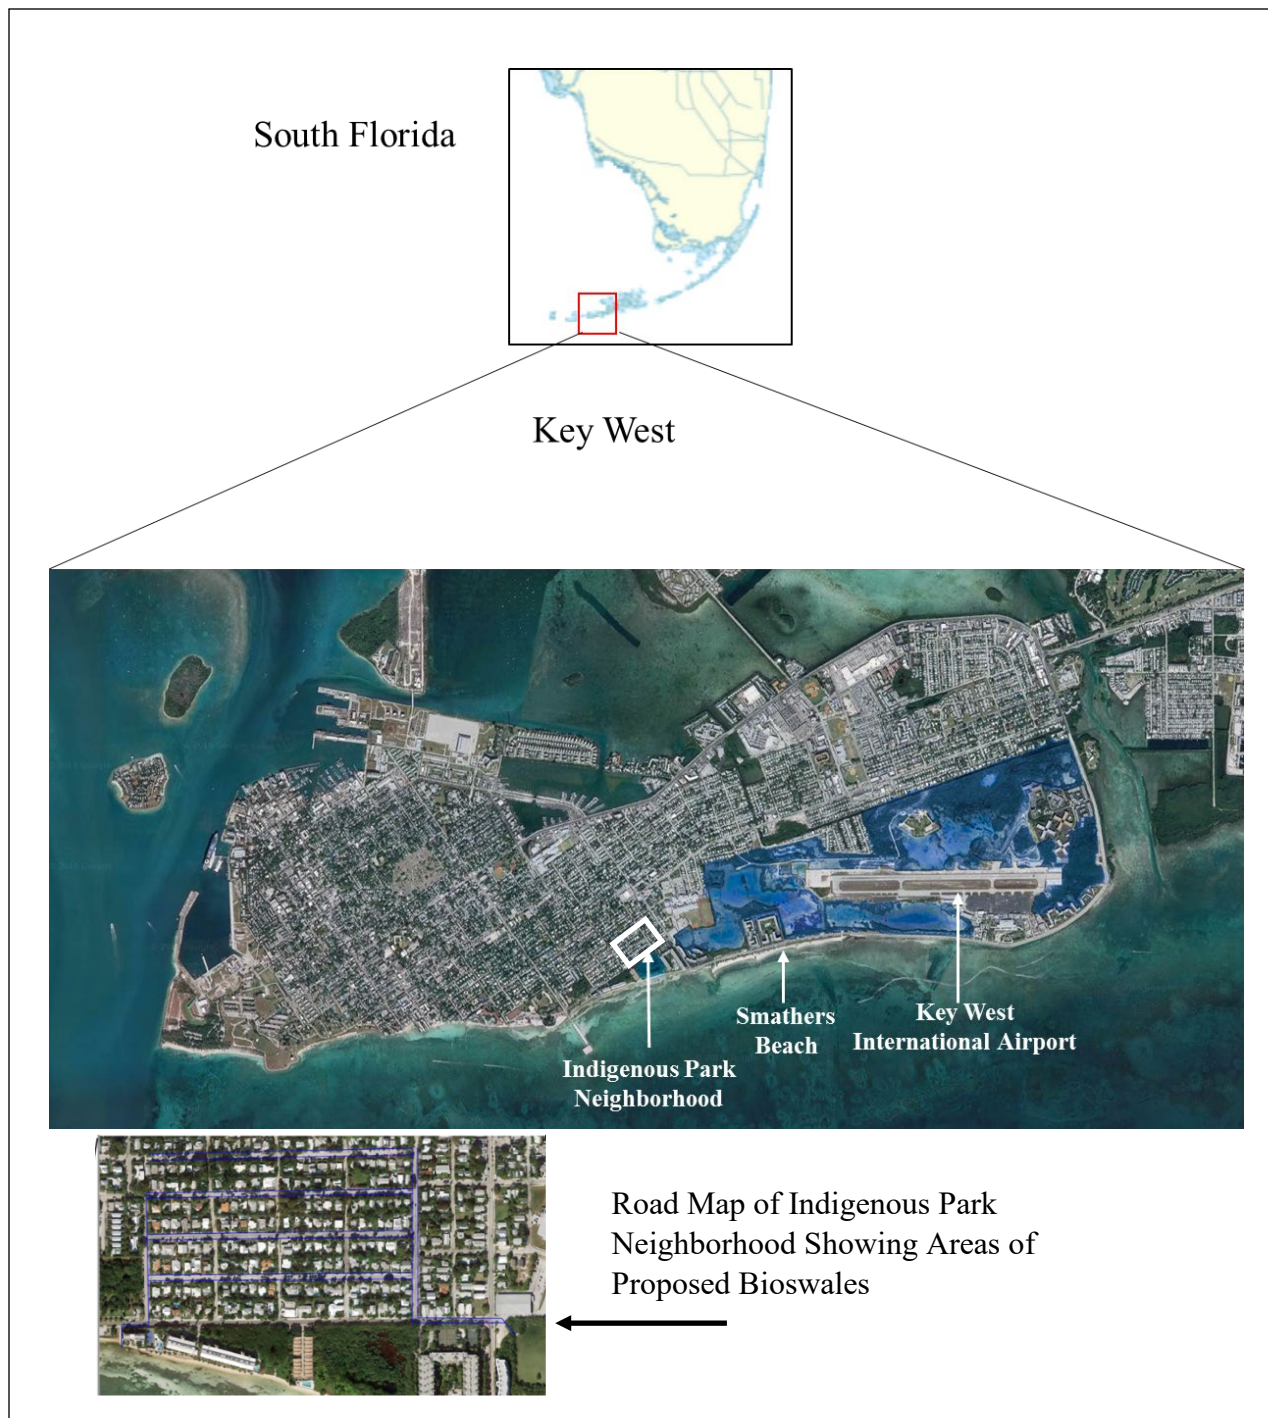 South Florida
Key West
Smathers
Beach
Key West
International Airport
Indigenous Park
Neighborhood
Road Map of Indigenous Park
Neighborhood Showing Areas of
Proposed Bioswales